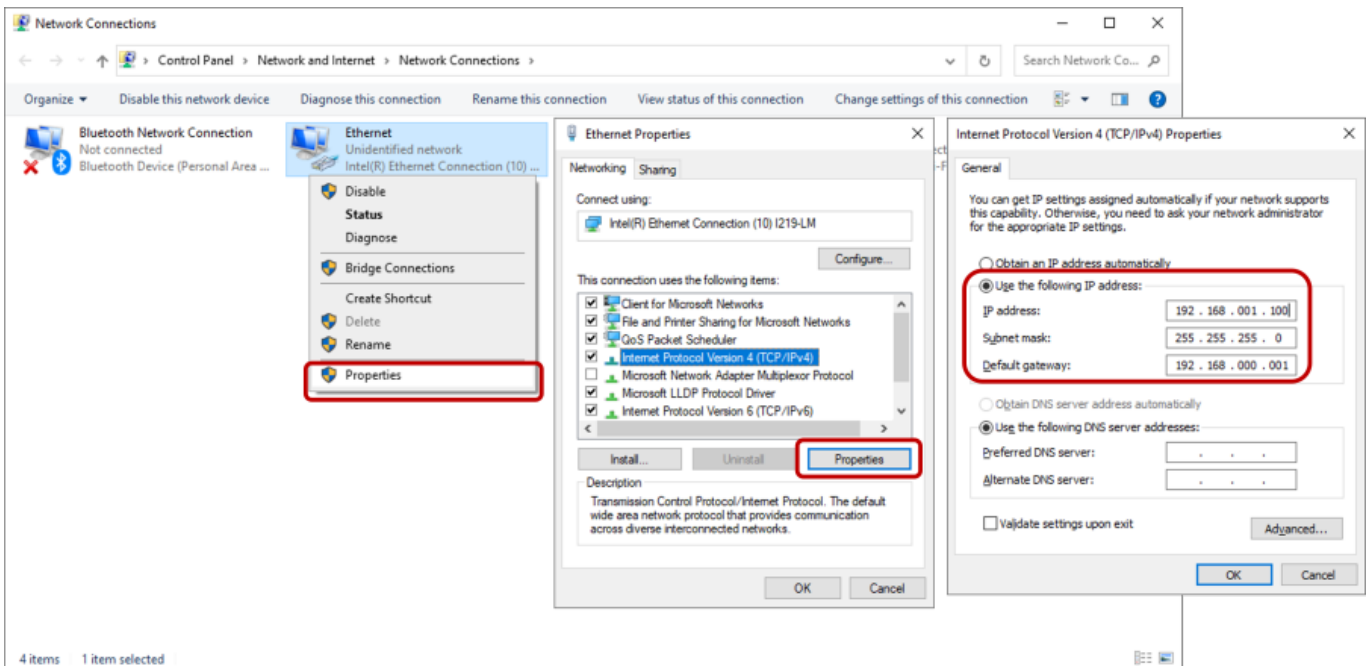 Network Connections
Control Panel > Network and Internet > Network Connections >
Search Network Co...
Organize
Disable this network device
Diagnose this connection
Rename this connection
View status of this connection
Change settings of this connection
Bluetooth Network Connection
Not connected
Bluetooth Device (Personal Area ...
Ethernet
Unidentified network
Intel(R) Ethernet Connection (10) ...
Disable
Status
Diagnose
Bridge Connections
Create Shortcut
Delete
Rename
Properties
Ethernet Properties
Networking
Sharing
Connect using:
Intel(R) Ethernet Connection (10) I219-LM
Configure...
This connection uses the following items:
Client for Microsoft Networks
File and Printer Sharing for Microsoft Networks
QoS Packet Scheduler
Internet Protocol Version 4 (TCP/IPv4)
Microsoft Network Adapter Multiplexor Protocol
Microsoft LLDP Protocol Driver
Internet Protocol Version 6 (TCP/IPv6)
Install...
Uninstall
Properties
Description
Transmission Control Protocol/Internet Protocol. The default
wide area network protocol that provides communication
across diverse interconnected networks.
OK
Cancel
Internet Protocol Version 4 (TCP/IPv4) Properties
General
You can get IP settings assigned automatically if your network supports
this capability. Otherwise, you need to ask your network administrator
for the appropriate IP settings.
Obtain an IP address automatically
Use the following IP address:
IP address:
192 . 168 . 001 . 100
Subnet mask:
255 . 255 . 255 . 0
Default gateway:
192 . 168 . 000 . 001
Obtain DNS server address automatically
Use the following DNS server addresses:
Preferred DNS server:
. . .
Alternate DNS server:
. . .
Validate settings upon exit
Advanced...
OK
Cancel
4 items
1 item selected